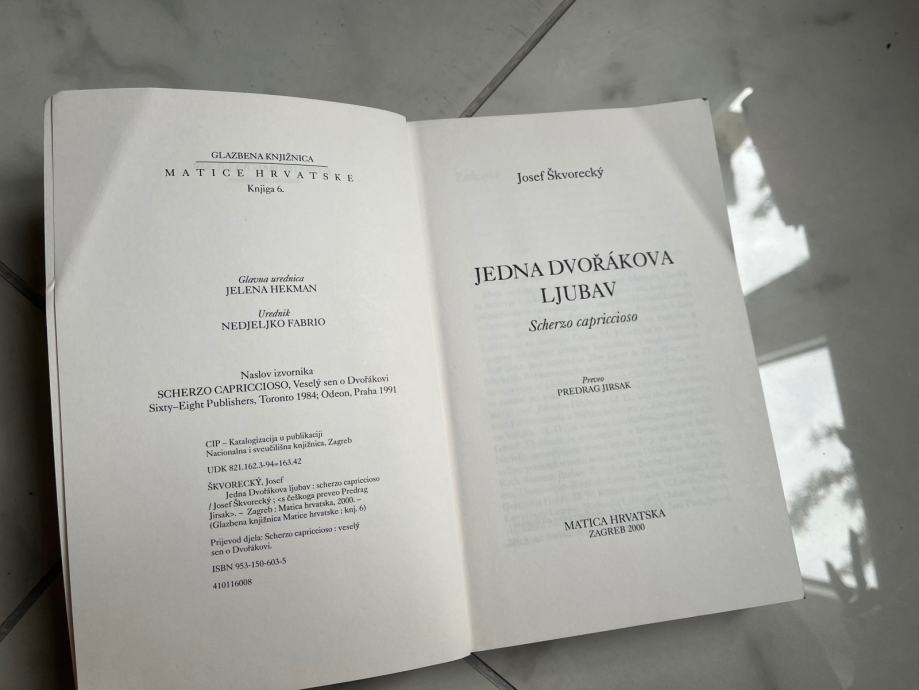 GLAZBENA KNJIŽNICA
MATICE HRVATSKE
Knjiga 6.
Glavna urednica
JELENA HEKMAN
Urednik
NEDJELJKO FABRIO
Naslov izvornika
SCHERZO CAPRICCIOSO, Veselý sen o Dvořákovi
Sixty–Eight Publishers, Toronto 1984; Odeon, Praha 1991
CIP – Katalogizacija u publikaciji
Nacionalna i sveučilišna knjižnica, Zagreb
UDK 821.162.3-94=163.42
ŠKVORECKÝ, Josef
Jedna Dvořákova ljubav : scherzo capriccioso
/ Josef Škvorecký ; <s češkoga preveo Predrag
Jirsak>. – Zagreb : Matica hrvatska, 2000. –
(Glazbena knjižnica Matice hrvatske ; knj. 6)
Prijevod djela: Scherzo capriccioso : veselý
sen o Dvořákovi.
ISBN 953-150-603-5
410116008
Josef Škvorecký
JEDNA DVOŘÁKOVA
LJUBAV
Scherzo capriccioso
Preveo
PREDRAG JIRSAK
MATICA HRVATSKA
ZAGREB 2000